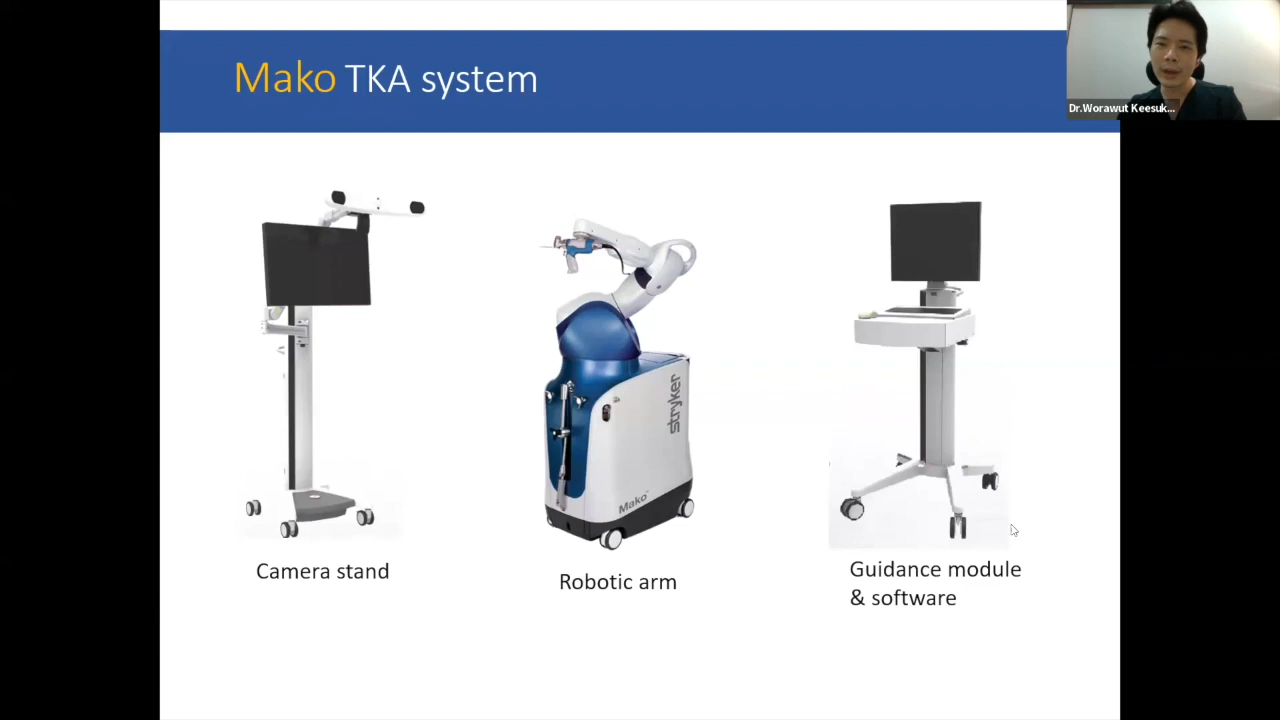 Mako TKA system
Dr.Worawut Keesuk...
stryker
Mako
Camera stand
Robotic arm
Guidance module
& software